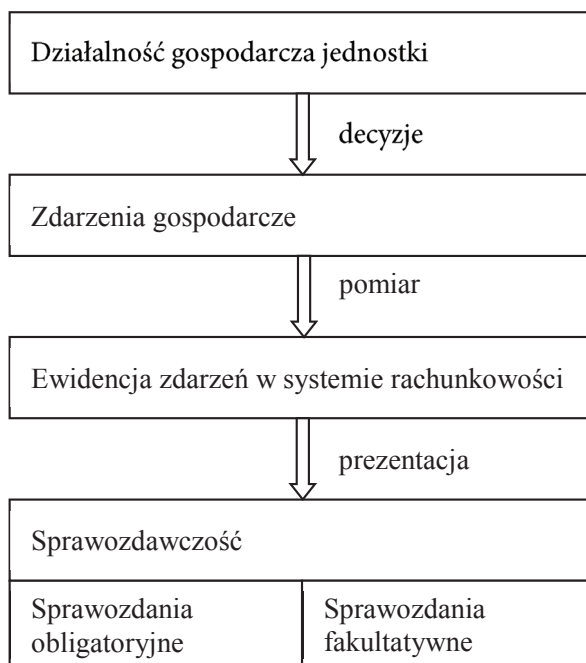 Działalność gospodarcza jednostki
decyzje
Zdarzenia gospodarcze
pomiar
Ewidencja zdarzeń w systemie rachunkowości
prezentacja
Sprawozdawczość
Sprawozdania
obligatoryjne
Sprawozdania
fakultatywne